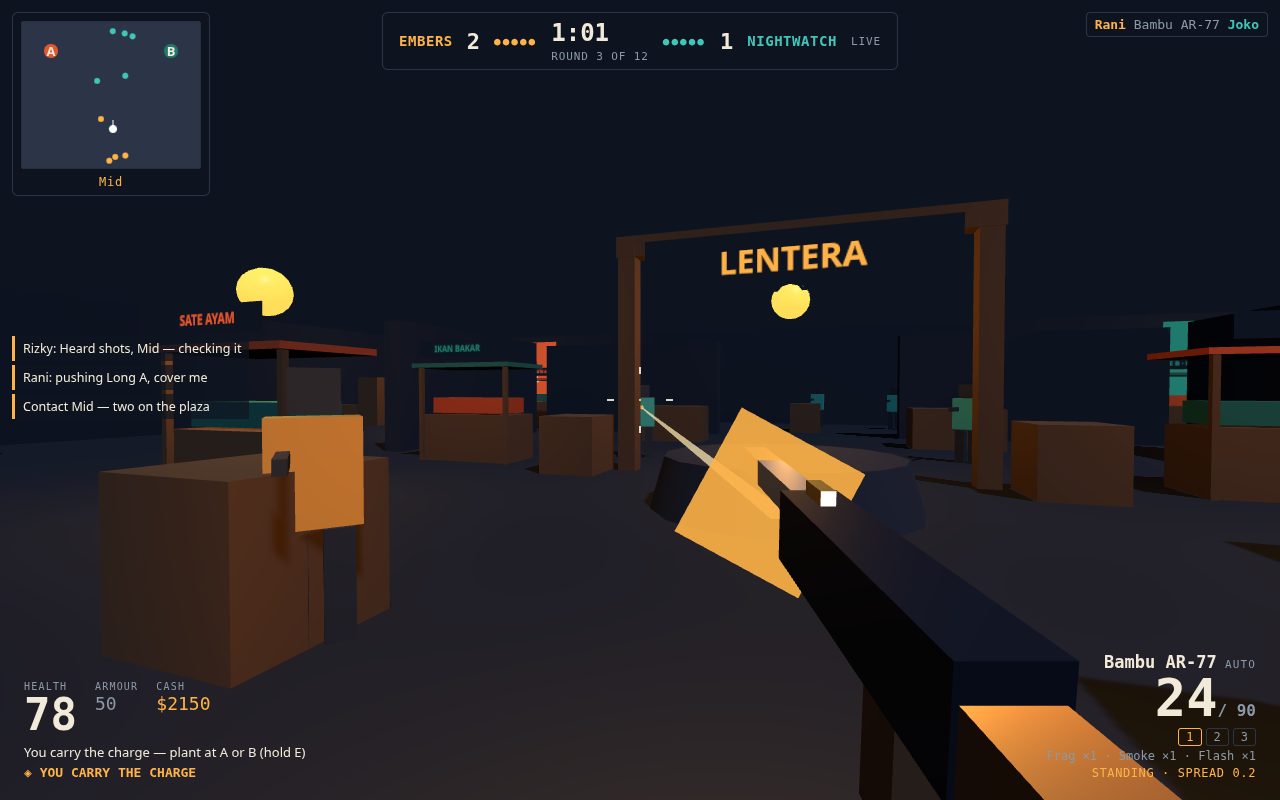 A
B
Mid
EMBERS 2 1:01 1 NIGHTWATCH LIVE
ROUND 3 OF 12
Rani Bambu AR-77 Joko
LENTERA
SATE AYAM
IKAN BAKAR
Rizky: Heard shots, Mid — checking it
Rani: pushing Long A, cover me
Contact Mid — two on the plaza
HEALTH ARMOUR CASH
78 50 $2150
You carry the charge — plant at A or B (hold E)
◈ YOU CARRY THE CHARGE
Bambu AR-77 AUTO
24 / 90
1 2 3
Frag ×1 · Smoke ×1 · Flash ×1
STANDING · SPREAD 0.2